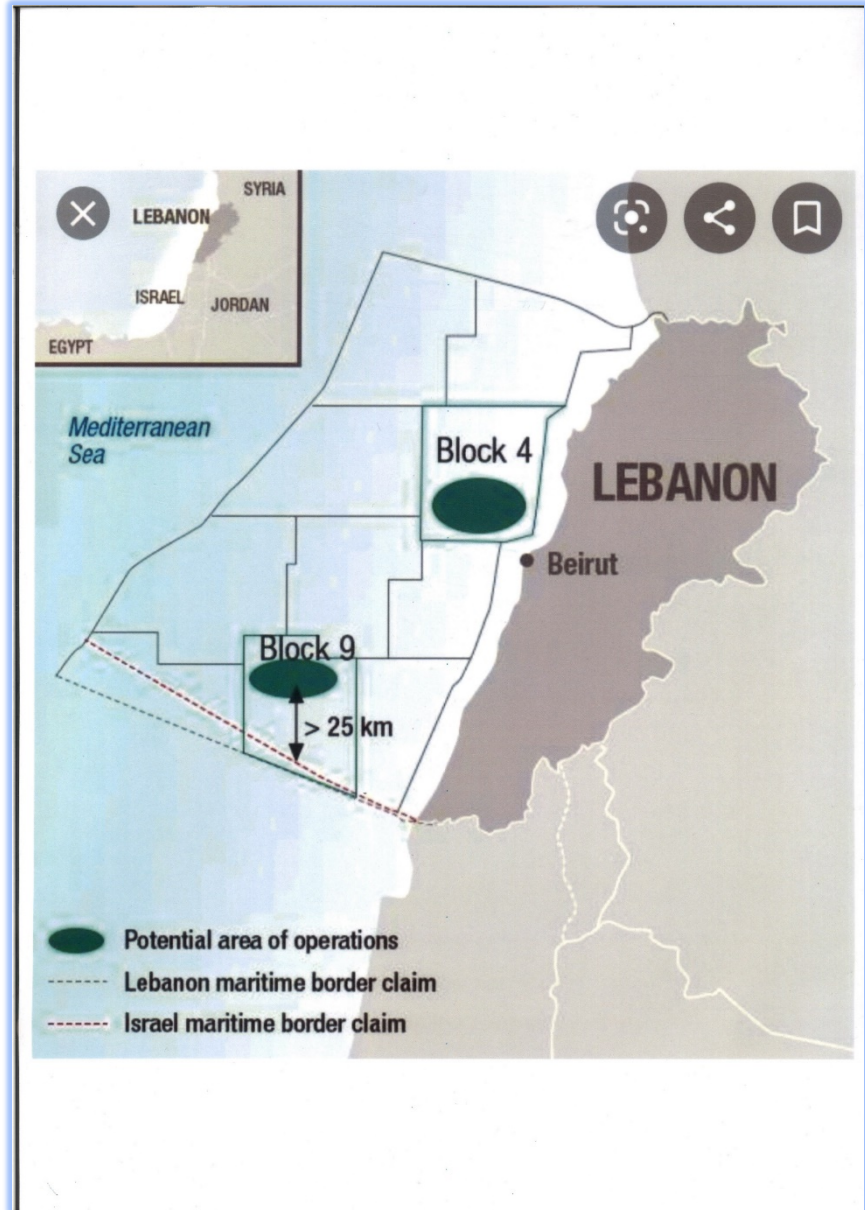 SYRIA
LEBANON
ISRAEL
JORDAN
EGYPT
Mediterranean
Sea
Block 4
LEBANON
Beirut
Block 9
> 25 km
Potential area of operations
Lebanon maritime border claim
Israel maritime border claim